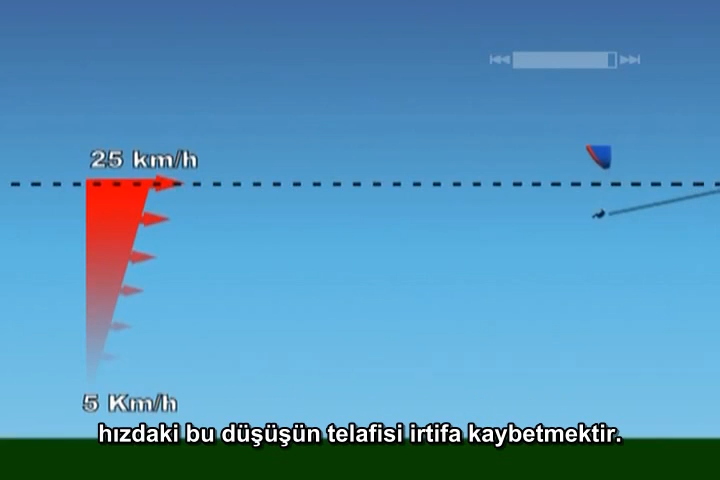 25 km/h
5 Km/h
hızdaki bu düşüşün telafisi irtifa kaybetmektir.